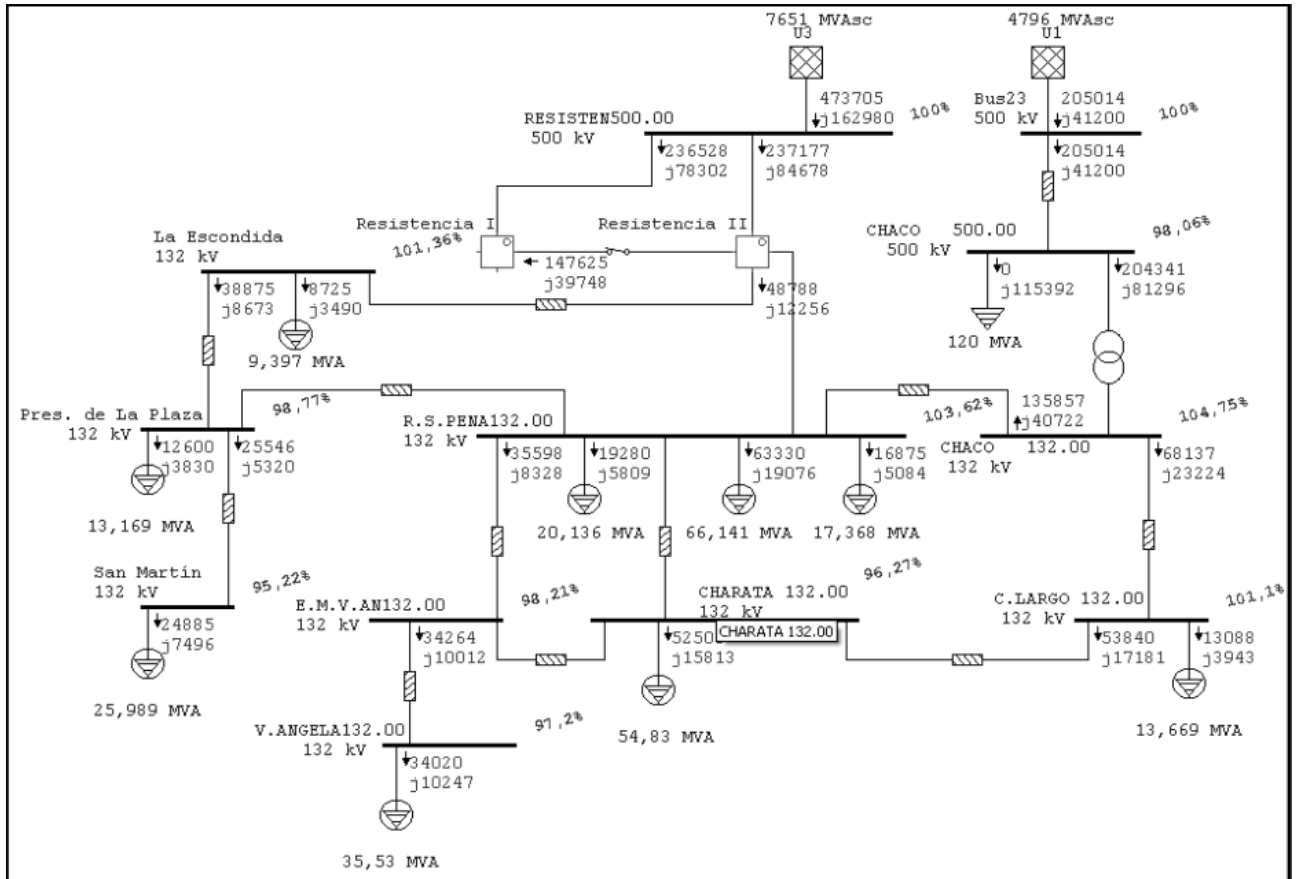 7651 MVAsc
U3
4796 MVAsc
U1
473705
j162980
100%
Bus23
500 kV
205014
j41200
100%
RESISTEN500.00
500 kV
236528
j78302
237177
j84678
205014
j41200
Resistencia I
Resistencia II
La Escondida
132 kV
101,36%
CHACO 500.00
500 kV
98,06%
147625
j39748
38875
j8673
8725
j3490
48788
j12256
0
j115392
204341
j81296
9,397 MVA
120 MVA
Pres. de La Plaza
132 kV
98,77%
R.S.PENA132.00
132 kV
103,62%
135857
j40722
104,75%
CHACO 132.00
132 kV
12600
j3830
25546
j5320
35598
j8328
19280
j5809
63330
j19076
16875
j5084
68137
j23224
13,169 MVA
20,136 MVA
66,141 MVA
17,368 MVA
San Martín
132 kV
95,22%
E.M.V.AN132.00
132 kV
98,21%
CHARATA 132.00
132 kV
96,27%
C.LARGO 132.00
132 kV
101,1%
CHARATA 132.00
24885
j7496
34264
j10012
j15813
53840
j17181
13088
j3943
25,989 MVA
V.ANGELA132.00
132 kV
97,2%
54,83 MVA
13,669 MVA
34020
j10247
35,53 MVA